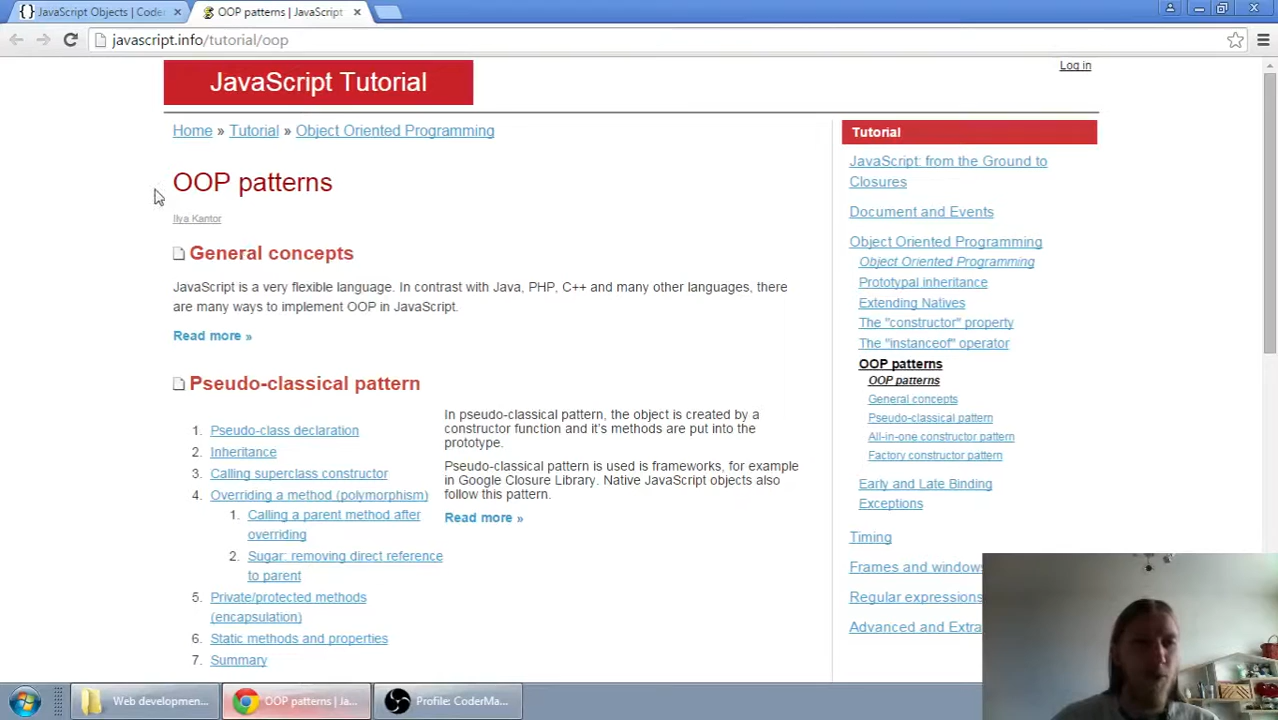 JavaScript Objects | Coder
OOP patterns | JavaScript
javascript.info/tutorial/oop
JavaScript Tutorial
Log in
Home » Tutorial » Object Oriented Programming
OOP patterns
Ilya Kantor
General concepts
JavaScript is a very flexible language. In contrast with Java, PHP, C++ and many other languages, there
are many ways to implement OOP in JavaScript.
Read more »
Pseudo-classical pattern
1. Pseudo-class declaration
2. Inheritance
3. Calling superclass constructor
4. Overriding a method (polymorphism)
1. Calling a parent method after
overriding
2. Sugar: removing direct reference
to parent
5. Private/protected methods
(encapsulation)
6. Static methods and properties
7. Summary
In pseudo-classical pattern, the object is created by a
constructor function and it's methods are put into the
prototype.
Pseudo-classical pattern is used is frameworks, for example
in Google Closure Library. Native JavaScript objects also
follow this pattern.
Read more »
Tutorial
JavaScript: from the Ground to
Closures
Document and Events
Object Oriented Programming
Object Oriented Programming
Prototypal inheritance
Extending Natives
The "constructor" property
The "instanceof" operator
OOP patterns
OOP patterns
General concepts
Pseudo-classical pattern
All-in-one constructor pattern
Factory constructor pattern
Early and Late Binding
Exceptions
Timing
Frames and windows
Regular expressions
Advanced and Extra
Web developmen...
OOP patterns | Ja...
Profile: CoderMa...